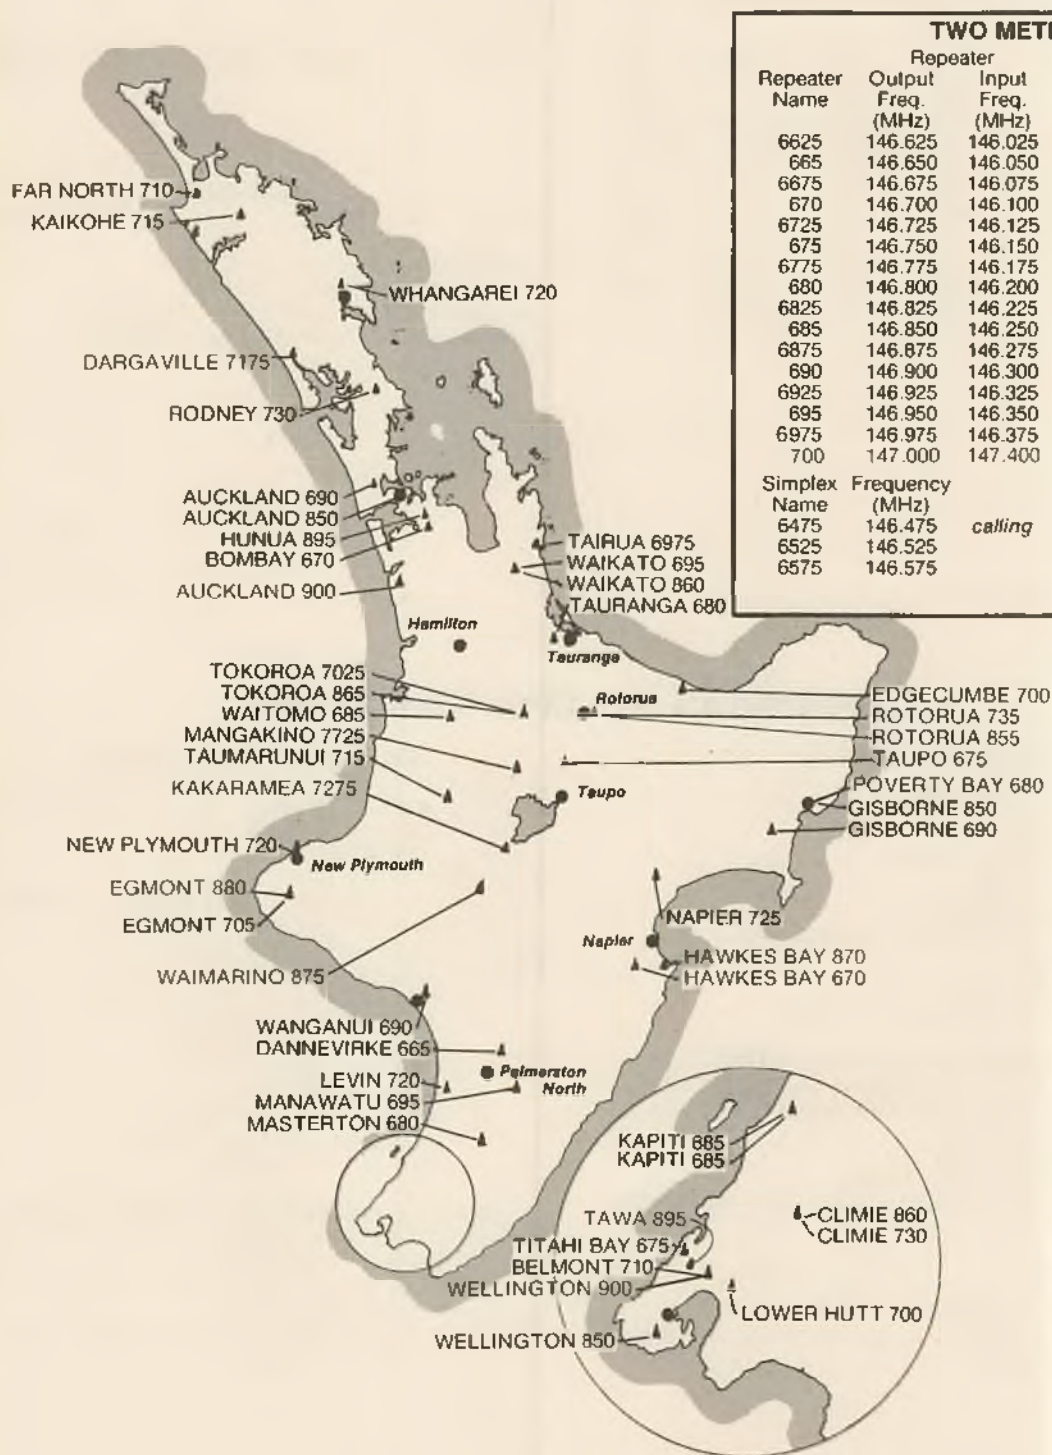 TWO METE
Repeater
Repeater Output Input
Name Freq. Freq.
(MHz) (MHz)
6625 146.625 146.025
665 146.650 146.050
6675 146.675 146.075
670 146.700 146.100
6725 146.725 146.125
675 146.750 146.150
6775 146.775 146.175
680 146.800 146.200
6825 146.825 146.225
685 146.850 146.250
6875 146.875 146.275
690 146.900 146.300
6925 146.925 146.325
695 146.950 146.350
6975 146.975 146.375
700 147.000 147.400
Simplex Frequency
Name (MHz)
6475 146.475 calling
6525 146.525
6575 146.575
FAR NORTH 710
KAIKOHE 715
WHANGAREI 720
DARGAVILLE 7175
RODNEY 730
AUCKLAND 690
AUCKLAND 850
HUNUA 895
BOMBAY 670
AUCKLAND 900
TAIRUA 6975
WAIKATO 695
WAIKATO 860
TAURANGA 680
Hamilton
Tauranga
TOKOROA 7025
TOKOROA 865
WAITOMO 685
MANGAKINO 7725
TAUMARUNUI 715
KAKARAMEA 7275
Rotorua
EDGECUMBE 700
ROTORUA 735
ROTORUA 855
TAUPO 675
Taupo
POVERTY BAY 680
GISBORNE 850
GISBORNE 690
NEW PLYMOUTH 720
New Plymouth
EGMONT 880
EGMONT 705
WAIMARINO 875
NAPIER 725
Napier
HAWKES BAY 870
HAWKES BAY 670
WANGANUI 690
DANNEVIRKE 665
Palmerston
North
LEVIN 720
MANAWATU 695
MASTERTON 680
KAPITI 885
KAPITI 685
TAWA 895
CLIMIE 860
CLIMIE 730
TITAHI BAY 675
BELMONT 710
WELLINGTON 900
LOWER HUTT 700
WELLINGTON 850